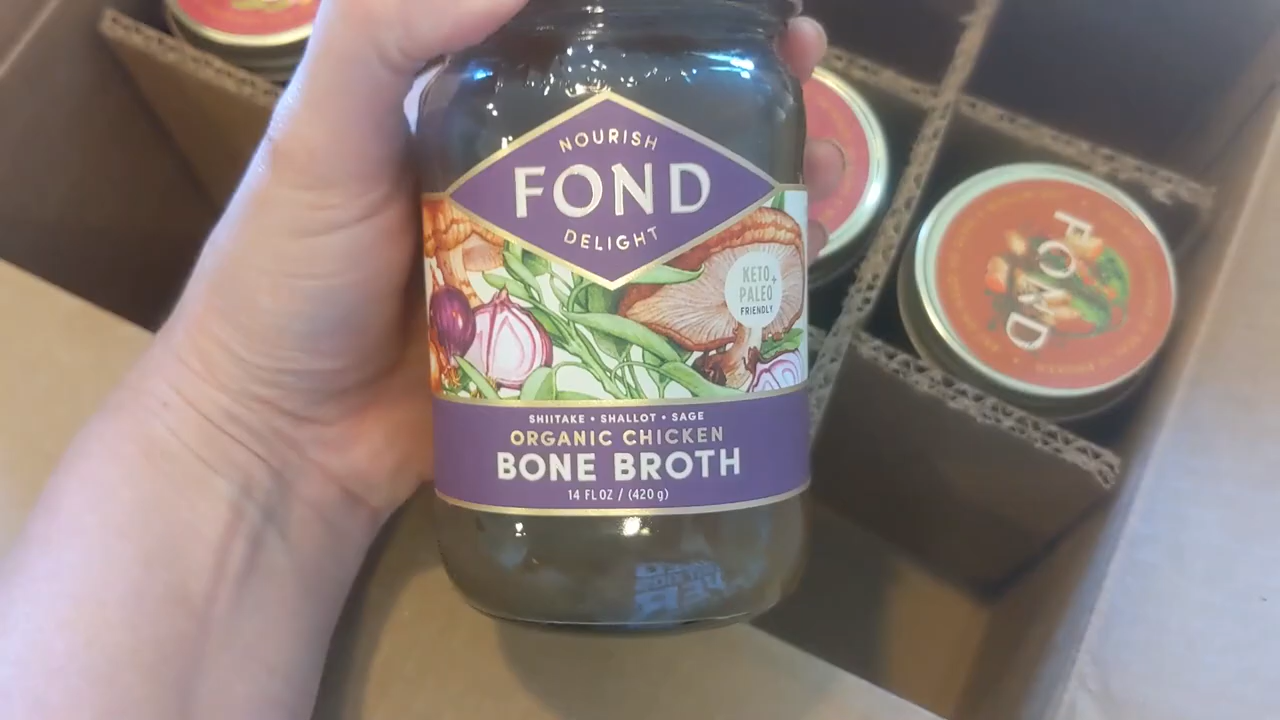 NOURISH
FOND
DELIGHT
KETO +
PALEO
FRIENDLY
SHIITAKE • SHALLOT • SAGE
ORGANIC CHICKEN
BONE BROTH
14 FL OZ / (420 g)
FOND